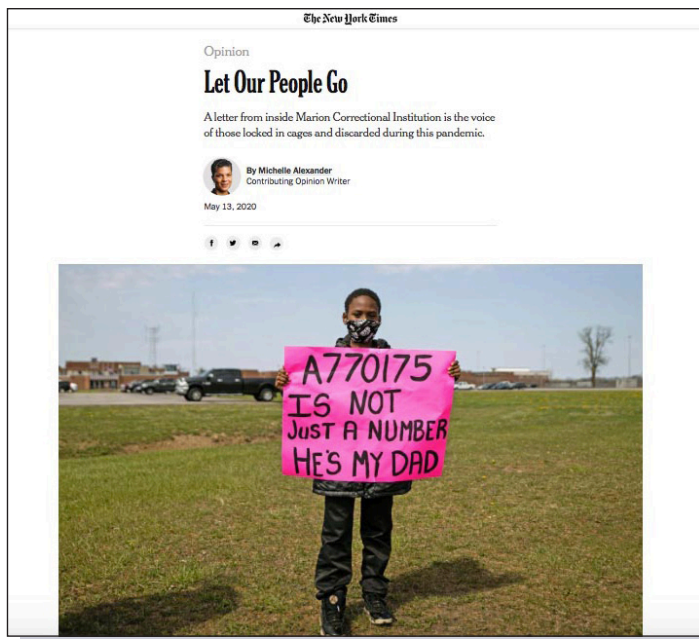 The New York Times
Opinion
Let Our People Go
A letter from inside Marion Correctional Institution is the voice
of those locked in cages and discarded during this pandemic.
By Michelle Alexander
Contributing Opinion Writer
May 13, 2020
A770175
IS NOT
JUST A NUMBER
HE'S MY DAD